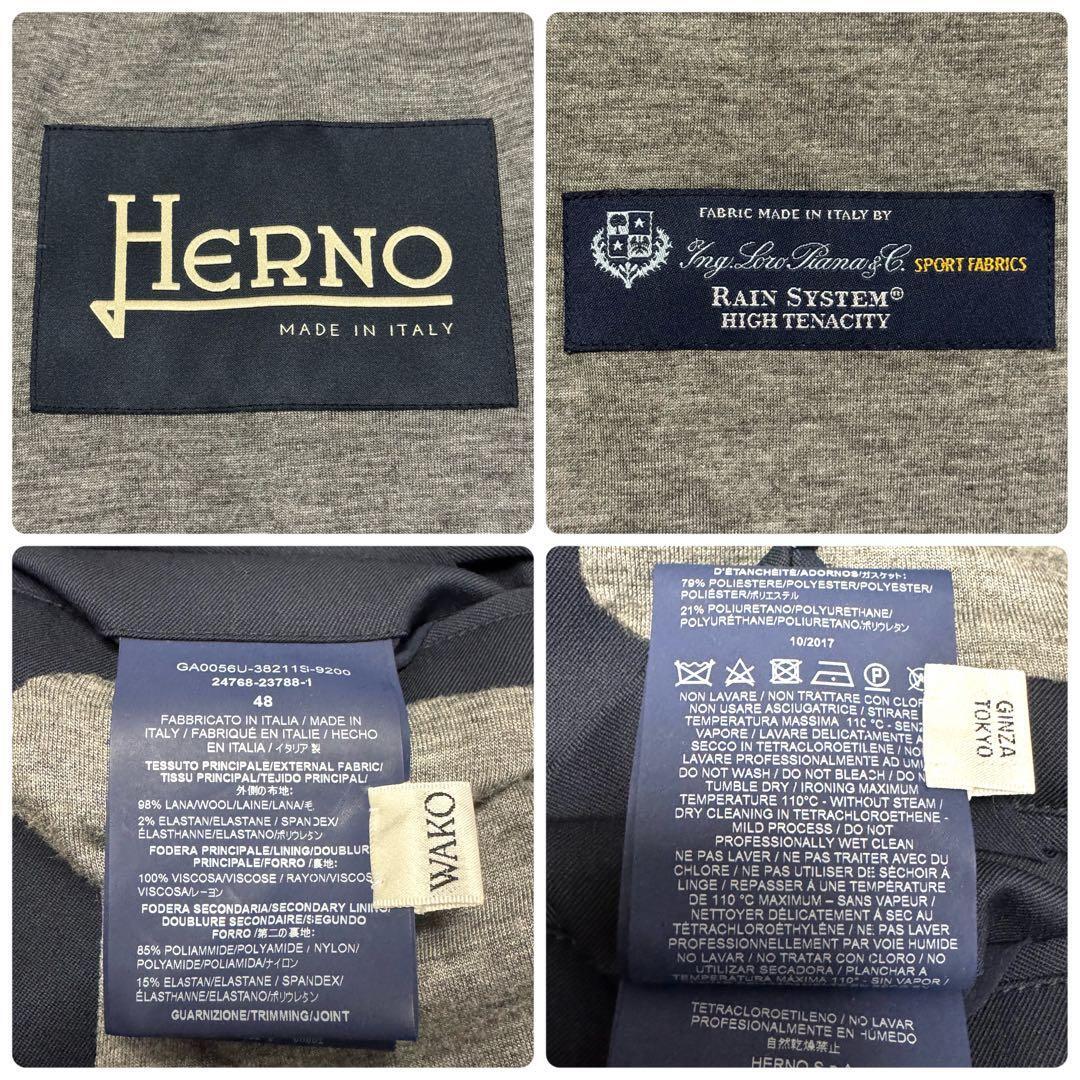 HERNO
MADE IN ITALY
FABRIC MADE IN ITALY BY
Ing. Loro Piana & C. SPORT FABRICS
RAIN SYSTEM®
HIGH TENACITY
GA0056U-38211S-9200
24768-23788-1
48
FABBRICATO IN ITALIA / MADE IN
ITALY / FABRIQUÉ EN ITALIE / HECHO
EN ITALIA / イタリア製
TESSUTO PRINCIPALE/EXTERNAL FABRIC/
TISSU PRINCIPAL/TEJIDO PRINCIPAL/
外側の布地:
98% LANA/WOOL/LAINE/LANA/毛
2% ELASTAN/ELASTANE / SPANDEX/
ÉLASTHANNE/ELASTANO/ポリウレタン
FODERA PRINCIPALE/LINING/DOUBLUR
PRINCIPALE/FORRO / 裏地:
100% VISCOSA/VISCOSE / RAYON/VISCOS
VISCOSA/レーヨン
FODERA SECONDARIA/SECONDARY LINING/
DOUBLURE SECONDAIRE/SEGUNDO
FORRO / 第二の裏地:
85% POLIAMMIDE/POLYAMIDE / NYLON/
POLYAMIDE/POLIAMIDA/ナイロン
15% ELASTAN/ELASTANE / SPANDEX/
ÉLASTHANNE/ELASTANO/ポリウレタン
GUARNIZIONE/TRIMMING/JOINT
WAKO
D'ÉTANCHÉITÉ/ADORNOS/ガスケット:
79% POLIESTERE/POLYESTER/POLYESTER/
POLIÉSTER/ポリエステル
21% POLIURETANO/POLYURETHANE/
POLYURÉTHANE/POLIURETANO/ポリウレタン
10/2017
NON LAVARE / NON TRATTARE CON CLOR
NON USARE ASCIUGATRICE / STIRARE
TEMPERATURA MASSIMA 110 °C - SENZ
VAPORE / LAVARE DELICATAMENTE A
SECCO IN TETRACLOROETILENE / NO
LAVARE PROFESIONALMENTE AD UMI
DO NOT WASH / DO NOT BLEACH / DO N
TUMBLE DRY / IRONING MAXIMUM
TEMPERATURE 110°C - WITHOUT STEAM /
DRY CLEANING IN TETRACHLOROETHENE -
MILD PROCESS / DO NOT
PROFESSIONALLY WET CLEAN
NE PAS LAVER / NE PAS TRAITER AVEC DU
CHLORE / NE PAS UTILISER DE SÉCHOIR À
LINGE / REPASSER À UNE TEMPÉRATURE
DE 110 °C MAXIMUM – SANS VAPEUR /
NETTOYER DÉLICATEMENT À SEC AU
TÉTRACHLOROÉTHYLÈNE / NE PAS LAVER
PROFESSIONNELLEMENT PAR VOIE HUMIDE
NO LAVAR / NO TRATAR CON CLORO / NO
UTILIZAR SECADORA / PLANCHAR A
TEMPERATURA MÁXIMA 110° - SIN VAPOR /
GINZA
TOKYO
TETRACLOROETILENO / NO LAVAR
PROFESIONALMENTE EN HÚMEDO
自然乾燥禁止
HERNO S.p.A.